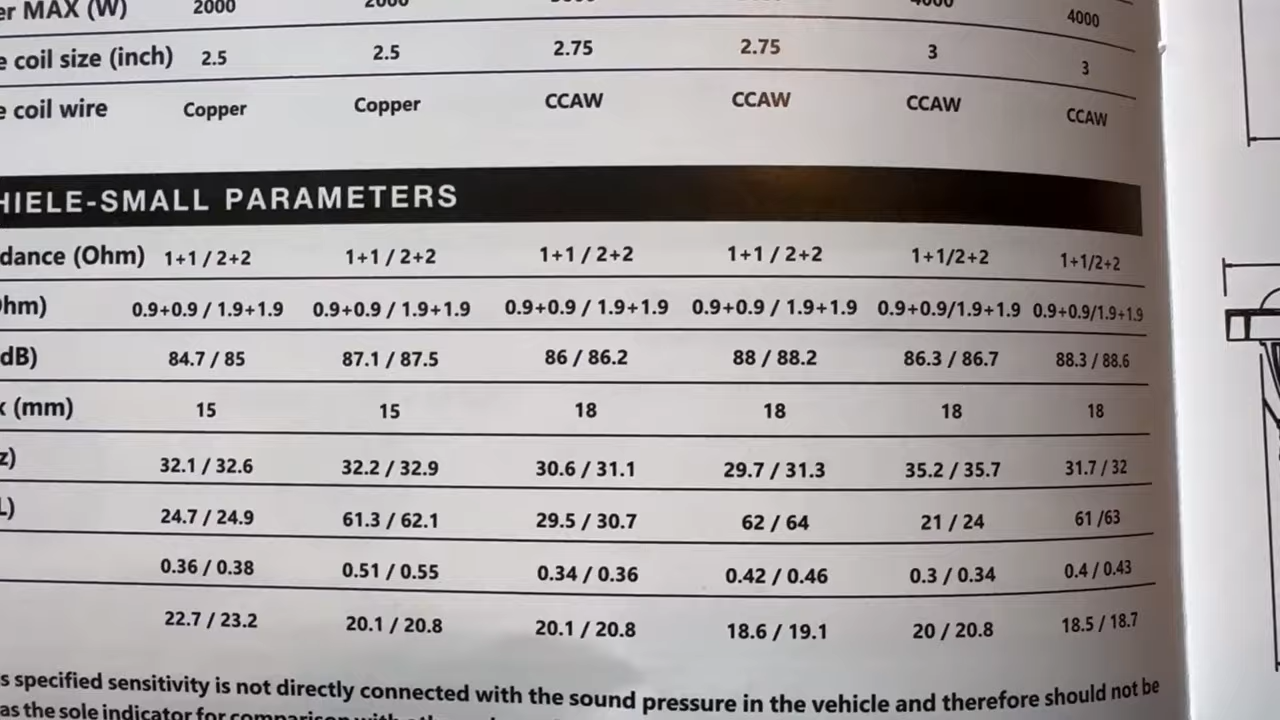 er MAX (W) 2000 2000 4000 4000
e coil size (inch) 2.5 2.5 2.75 2.75 3 3
e coil wire Copper Copper CCAW CCAW CCAW CCAW
HIELE-SMALL PARAMETERS
dance (Ohm) 1+1 / 2+2 1+1 / 2+2 1+1 / 2+2 1+1 / 2+2 1+1/2+2 1+1/2+2
hm) 0.9+0.9 / 1.9+1.9 0.9+0.9 / 1.9+1.9 0.9+0.9 / 1.9+1.9 0.9+0.9 / 1.9+1.9 0.9+0.9/1.9+1.9 0.9+0.9/1.9+1.9
dB) 84.7 / 85 87.1 / 87.5 86 / 86.2 88 / 88.2 86.3 / 86.7 88.3 / 88.6
x (mm) 15 15 18 18 18 18
z) 32.1 / 32.6 32.2 / 32.9 30.6 / 31.1 29.7 / 31.3 35.2 / 35.7 31.7 / 32
L) 24.7 / 24.9 61.3 / 62.1 29.5 / 30.7 62 / 64 21 / 24 61 /63
0.36 / 0.38 0.51 / 0.55 0.34 / 0.36 0.42 / 0.46 0.3 / 0.34 0.4 / 0.43
22.7 / 23.2 20.1 / 20.8 20.1 / 20.8 18.6 / 19.1 20 / 20.8 18.5 / 18.7
s specified sensitivity is not directly connected with the sound pressure in the vehicle and therefore should not be
as the sole indicator for comparison with